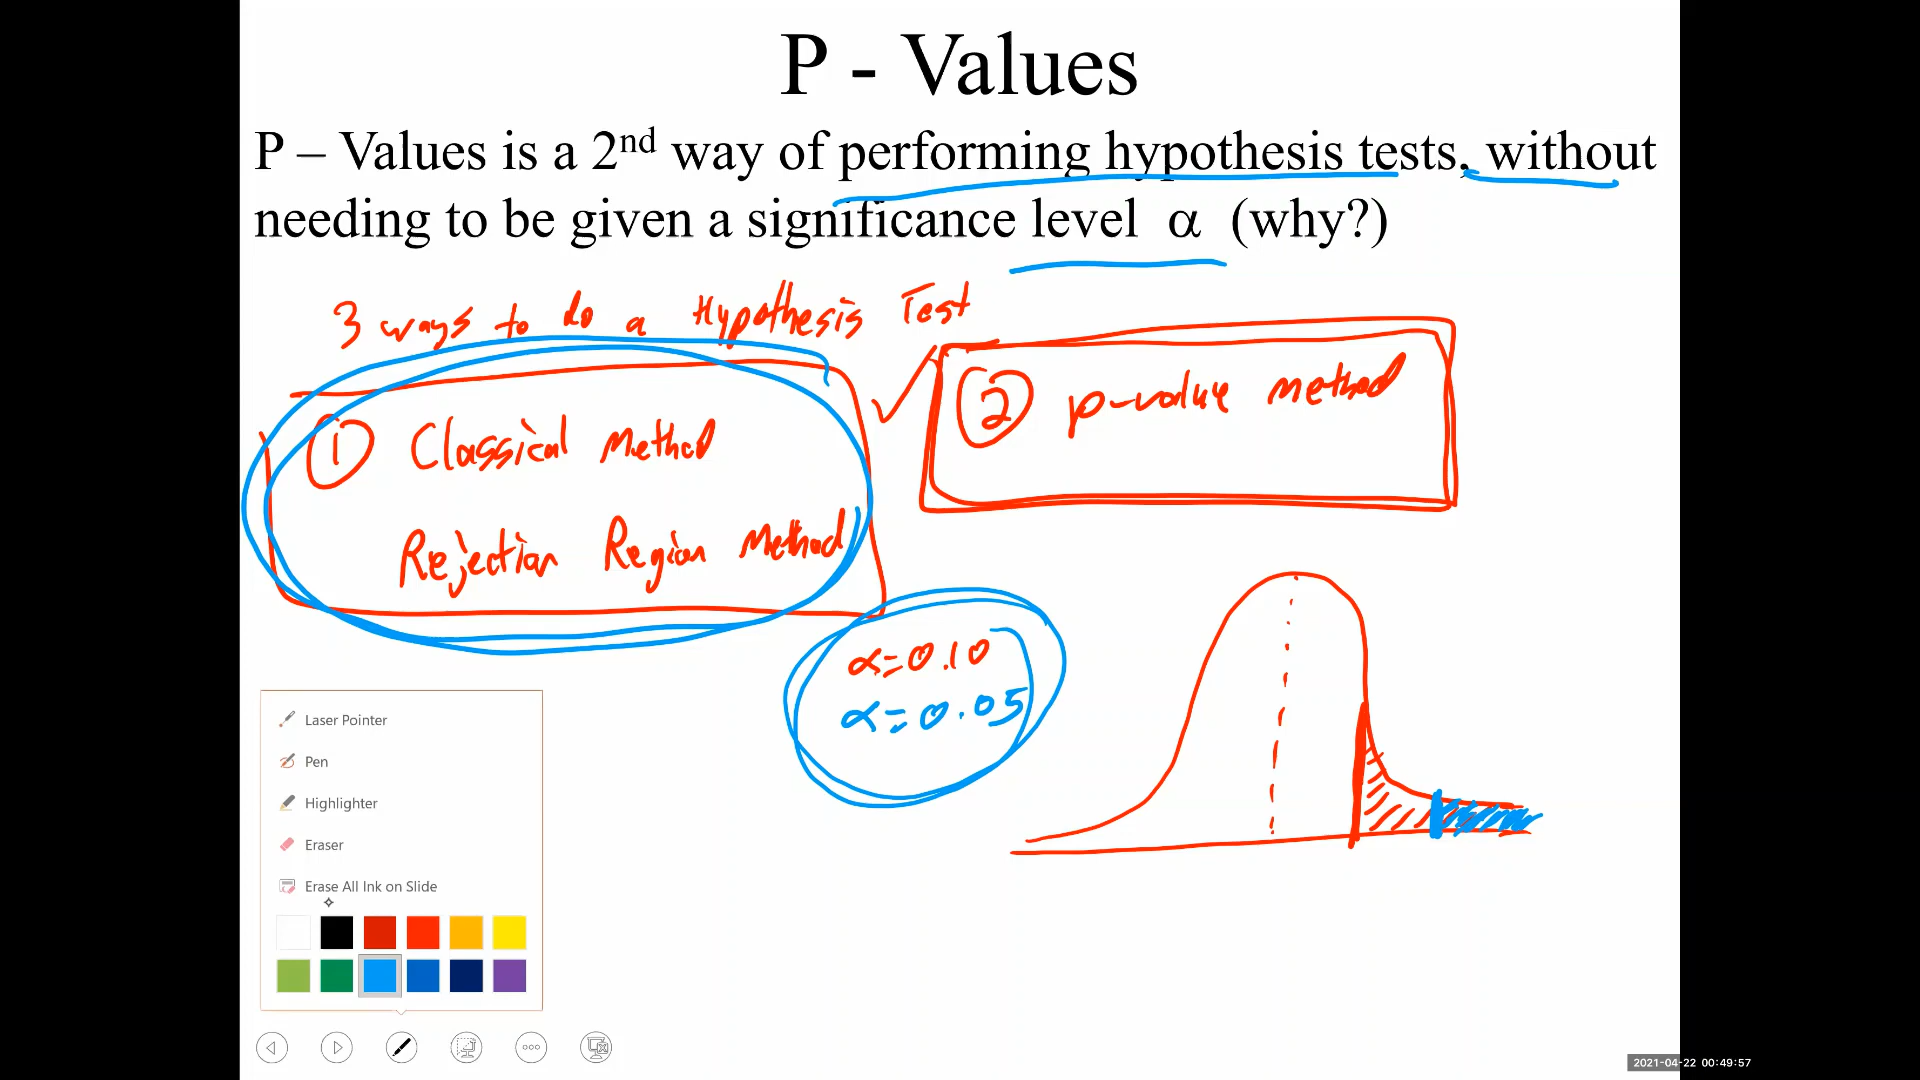 P - Values
P – Values is a 2nd way of performing hypothesis tests, without
needing to be given a significance level α (why?)
3 ways to do a Hypothesis Test
① Classical Method
Rejection Region Method
② p-value method
α=0.10
α=0.05
Laser Pointer
Pen
Highlighter
Eraser
Erase All Ink on Slide
2021-04-22 00:49:57